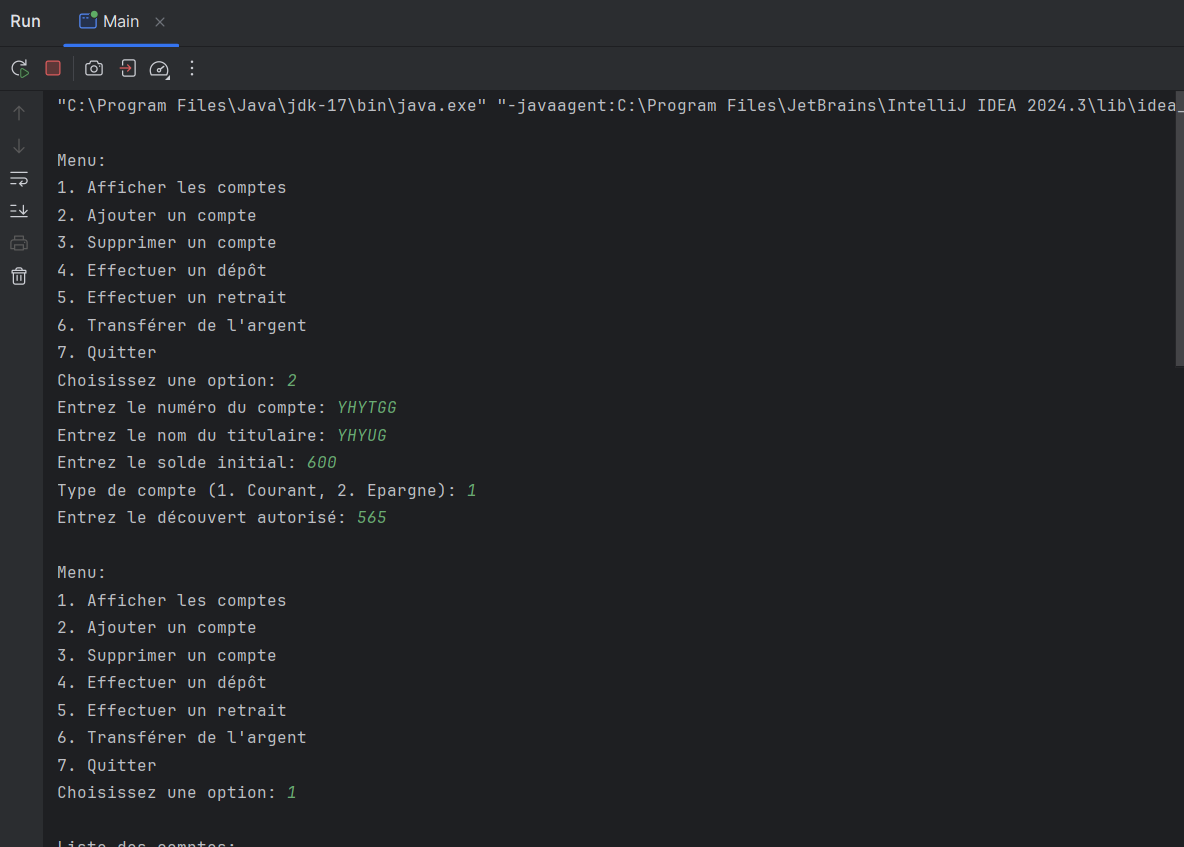 Run Main
"C:\Program Files\Java\jdk-17\bin\java.exe" "-javaagent:C:\Program Files\JetBrains\IntelliJ IDEA 2024.3\lib\idea_
Menu:
1. Afficher les comptes
2. Ajouter un compte
3. Supprimer un compte
4. Effectuer un dépôt
5. Effectuer un retrait
6. Transférer de l'argent
7. Quitter
Choisissez une option: 2
Entrez le numéro du compte: YHYTGG
Entrez le nom du titulaire: YHYUG
Entrez le solde initial: 600
Type de compte (1. Courant, 2. Epargne): 1
Entrez le découvert autorisé: 565
Menu:
1. Afficher les comptes
2. Ajouter un compte
3. Supprimer un compte
4. Effectuer un dépôt
5. Effectuer un retrait
6. Transférer de l'argent
7. Quitter
Choisissez une option: 1
Liste des comptes: